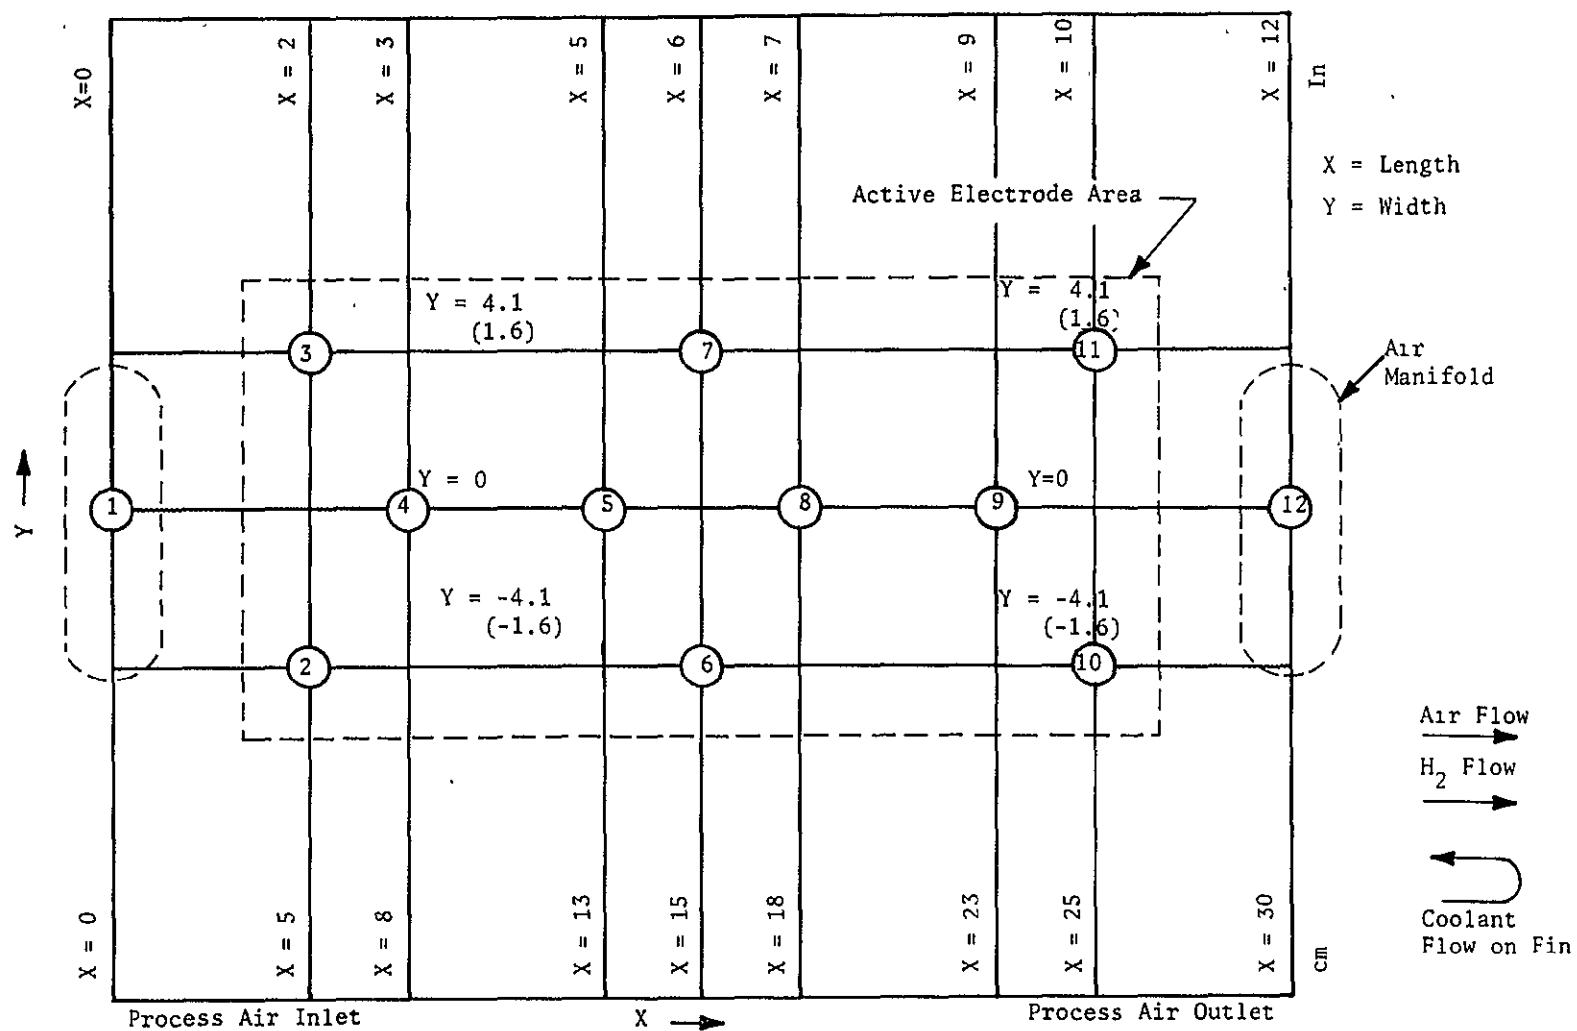 X=0
X = 2
X = 3
X = 5
X = 6
X = 7
X = 9
X = 10
X = 12
In
X = Length
Y = Width
Active Electrode Area
Y = 4.1
(1.6)
Y = 4.1
(1.6)
3
7
11
Air
Manifold
Y = 0
Y=0
1
4
5
8
9
12
Y
Y = -4.1
(-1.6)
Y = -4.1
(-1.6)
2
6
10
Air Flow
H2 Flow
Coolant
Flow on Fin
X = 0
X = 5
X = 8
X = 13
X = 15
X = 18
X = 23
X = 25
X = 30
cm
Process Air Inlet
X
Process Air Outlet